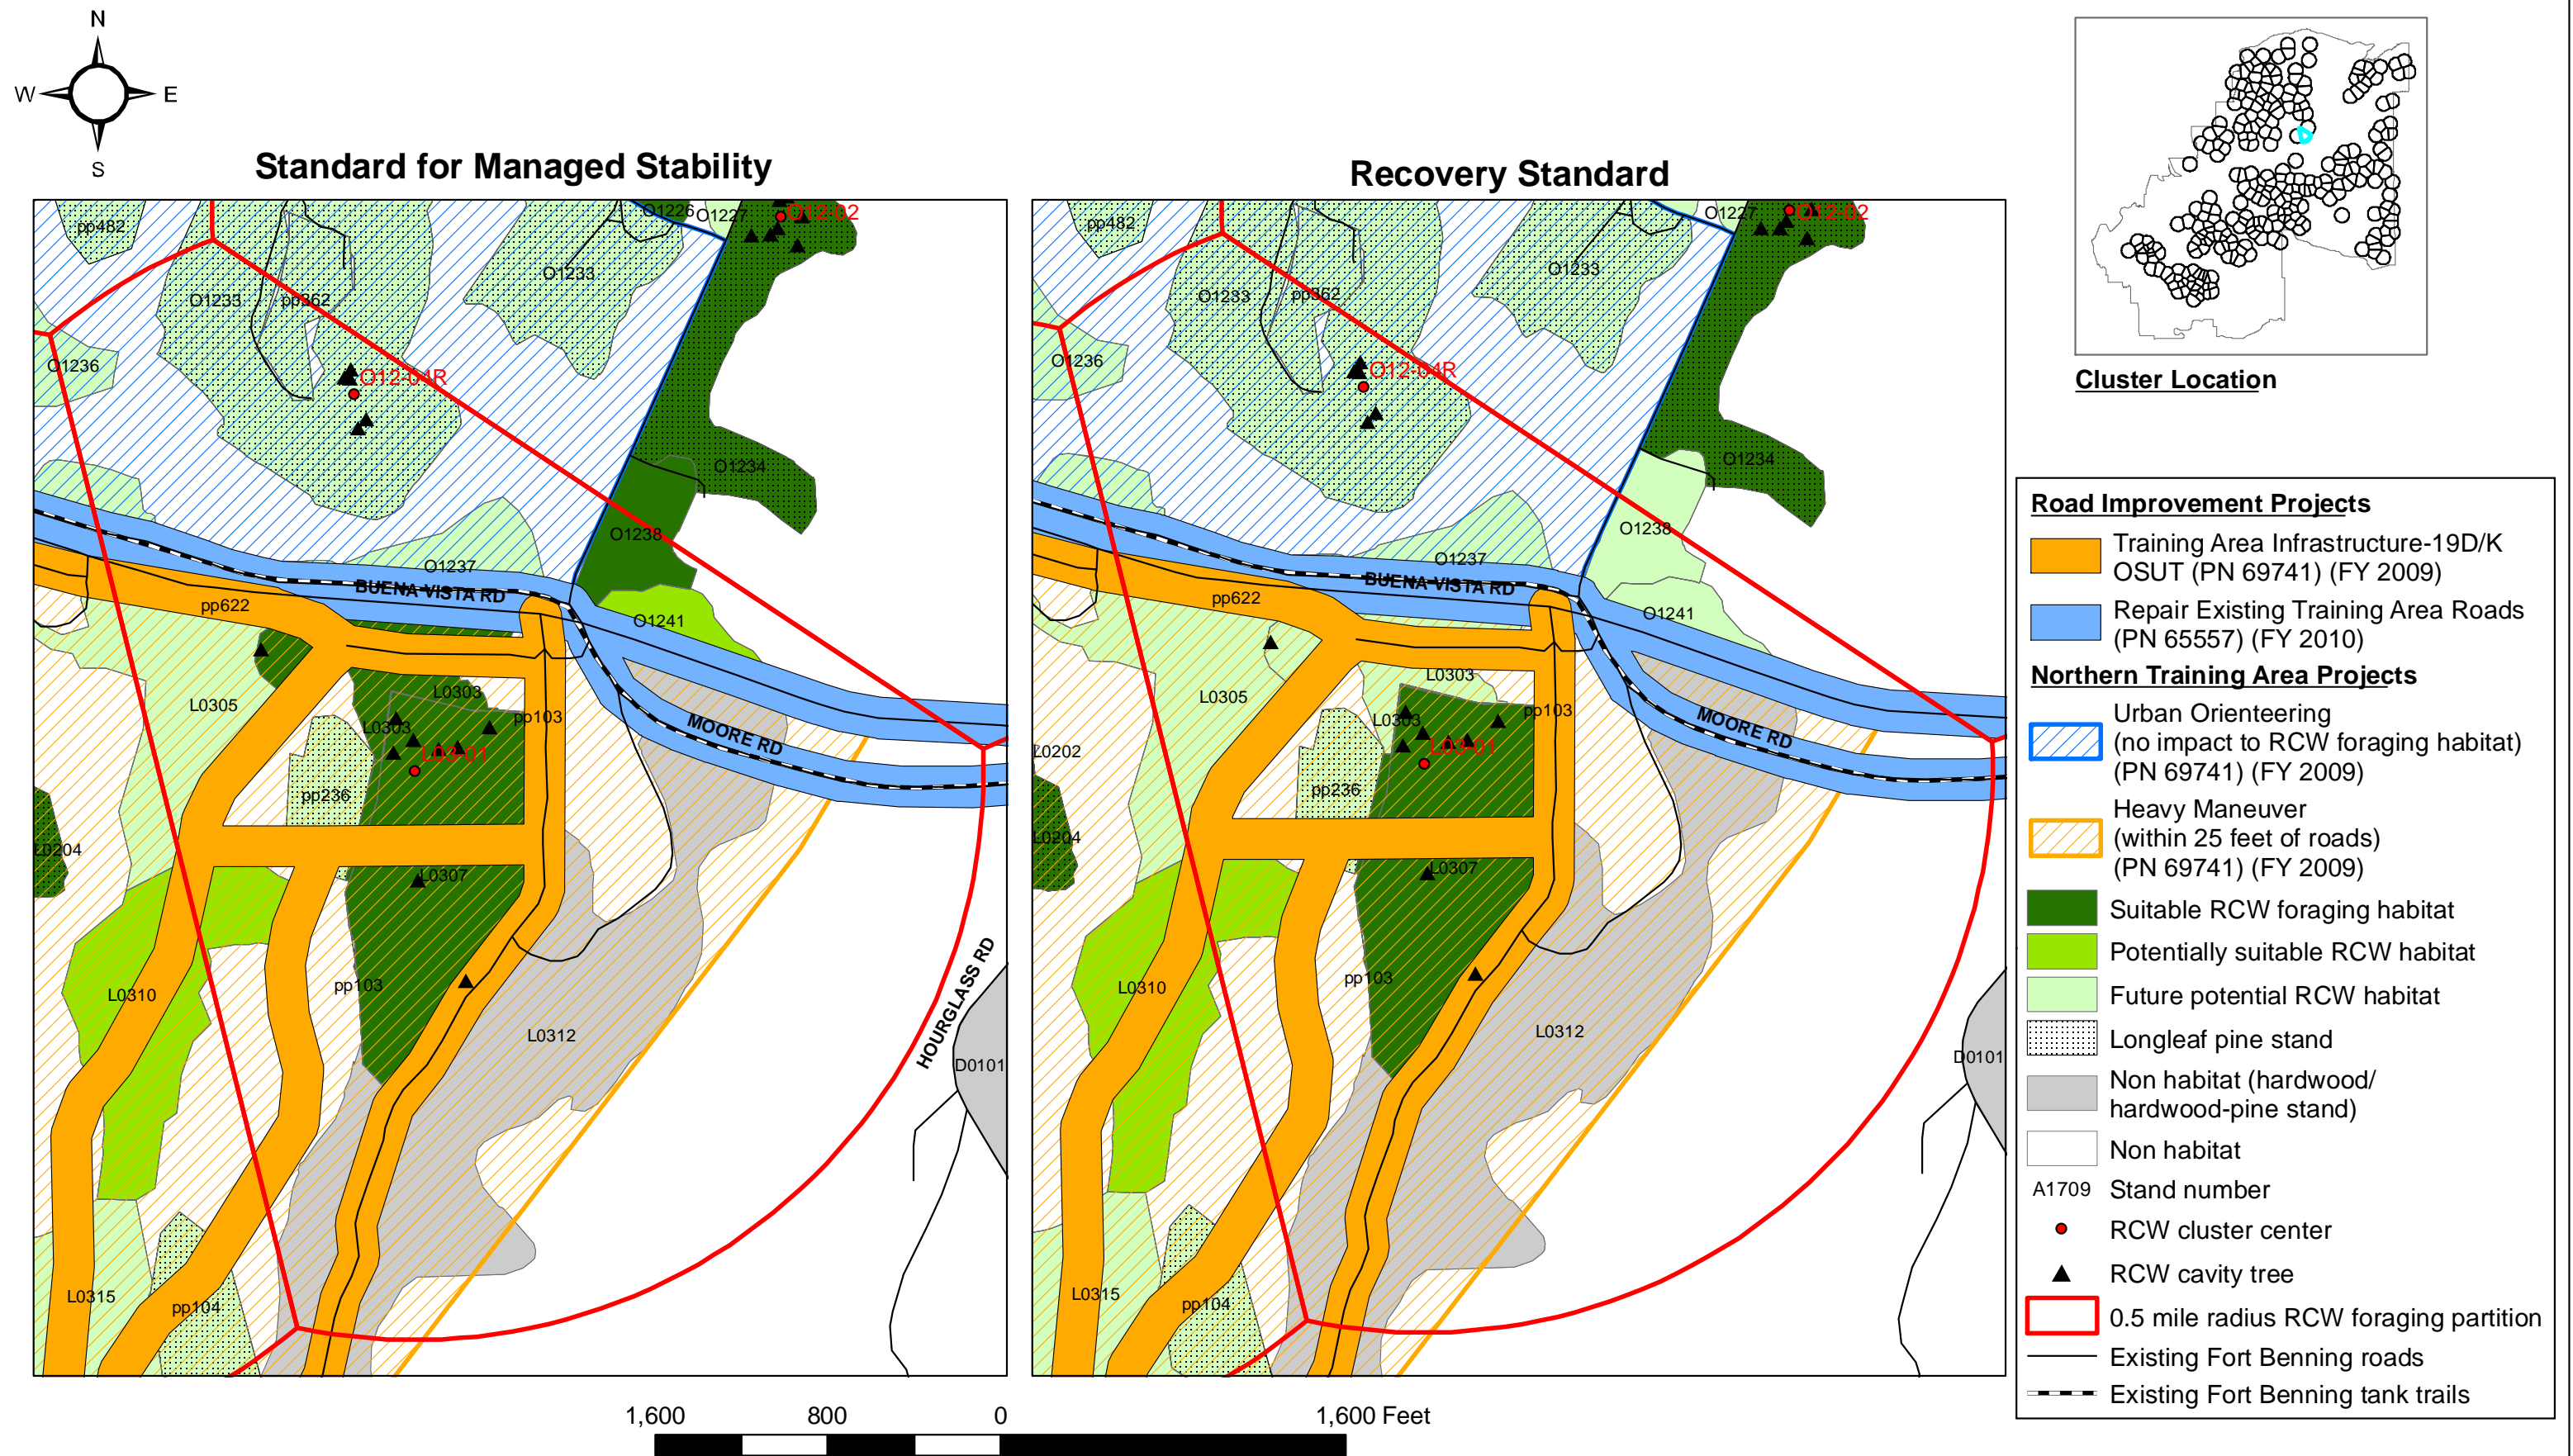 N
W
E
S
Standard for Managed Stability
Recovery Standard
Cluster Location
pp482
O1226
O1227
O12-02
O1233
pp362
O1233
O1236
O12-04R
O1234
O1238
O1237
BUENA VISTA RD
O1241
pp622
L0303
L0305
L0303
pp103
MOORE RD
L03-01
pp236
L0204
L0307
L0310
pp103
L0312
HOURGLASS RD
D0101
L0315
pp104
pp482
O1227
O12-02
O1233
pp362
O1233
O1236
O12-04R
O1234
O1238
O1237
BUENA VISTA RD
O1241
pp622
L0303
L0305
L0303
pp103
MOORE RD
L0202
L03-01
pp236
L0204
L0307
L0310
pp103
L0312
D0101
L0315
pp104
Road Improvement Projects
Training Area Infrastructure-19D/K
OSUT (PN 69741) (FY 2009)
Repair Existing Training Area Roads
(PN 65557) (FY 2010)
Northern Training Area Projects
Urban Orienteering
(no impact to RCW foraging habitat)
(PN 69741) (FY 2009)
Heavy Maneuver
(within 25 feet of roads)
(PN 69741) (FY 2009)
Suitable RCW foraging habitat
Potentially suitable RCW habitat
Future potential RCW habitat
Longleaf pine stand
Non habitat (hardwood/
hardwood-pine stand)
Non habitat
A1709 Stand number
RCW cluster center
RCW cavity tree
0.5 mile radius RCW foraging partition
Existing Fort Benning roads
Existing Fort Benning tank trails
1,600 800 0 1,600 Feet